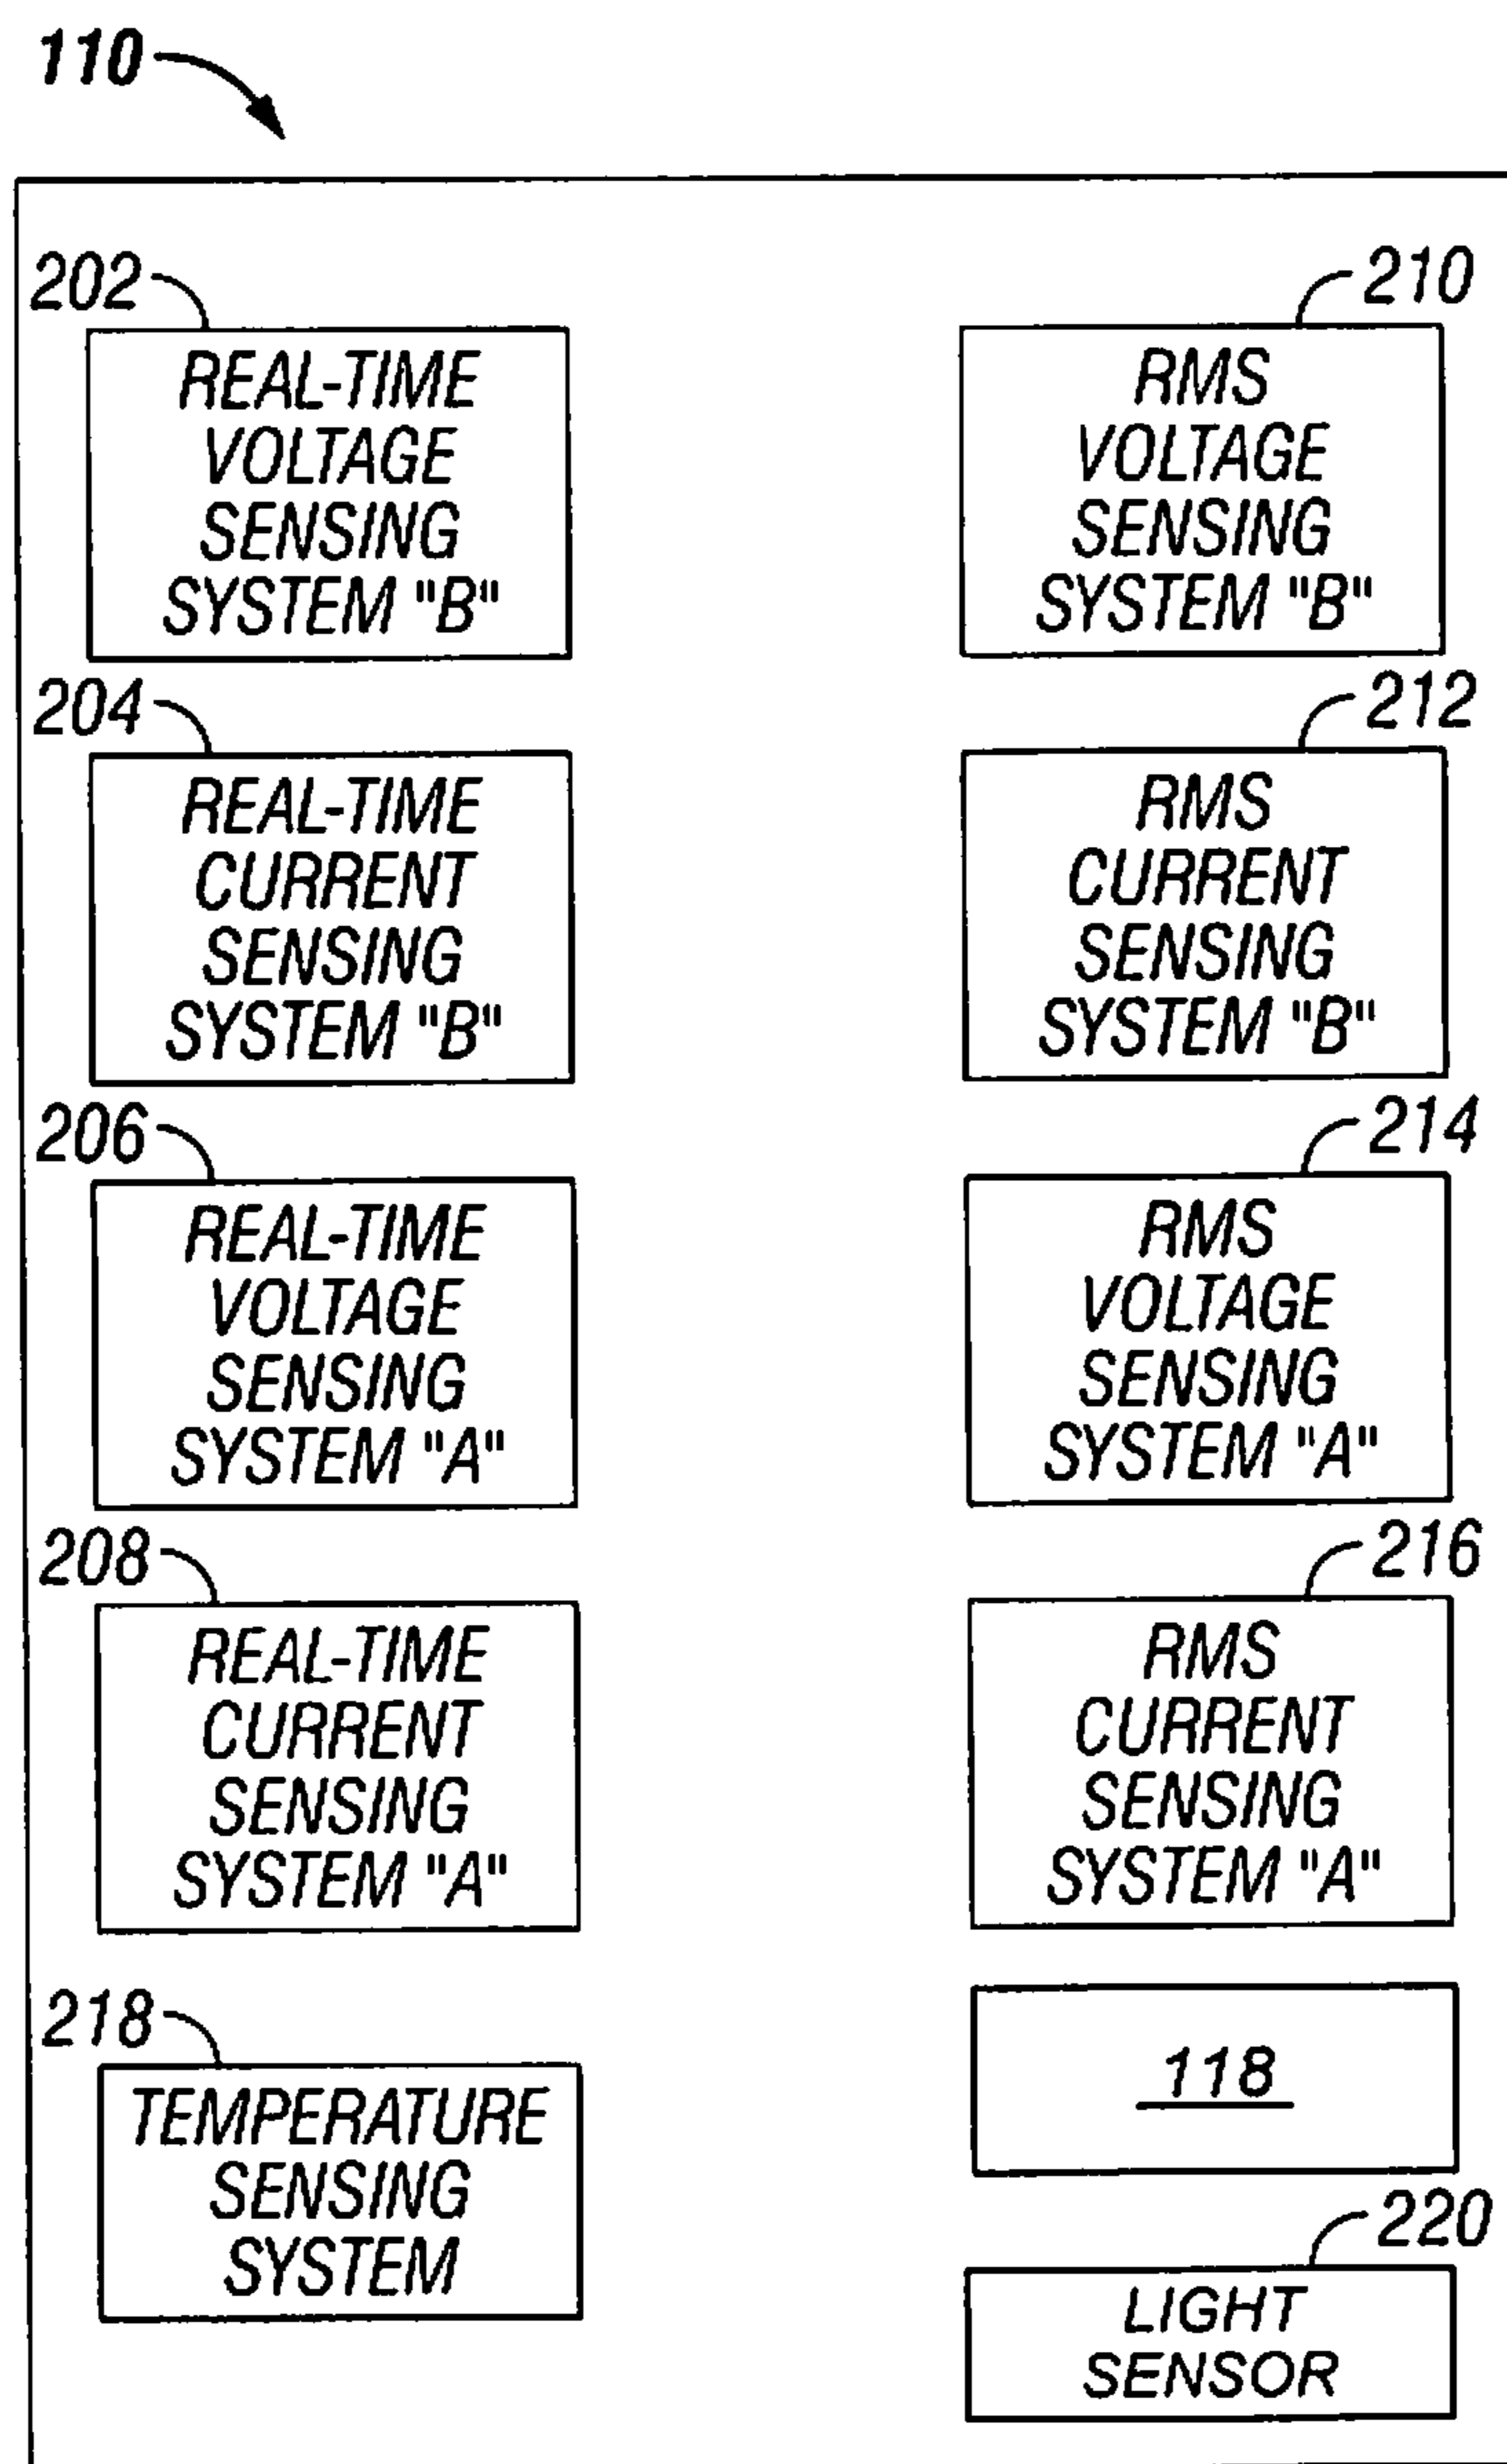 110
202
REAL-TIME
VOLTAGE
SENSING
SYSTEM "B"
210
RMS
VOLTAGE
SENSING
SYSTEM "B"
204
REAL-TIME
CURRENT
SENSING
SYSTEM "B"
212
RMS
CURRENT
SENSING
SYSTEM "B"
206
REAL-TIME
VOLTAGE
SENSING
SYSTEM "A"
214
RMS
VOLTAGE
SENSING
SYSTEM "A"
208
REAL-TIME
CURRENT
SENSING
SYSTEM "A"
216
RMS
CURRENT
SENSING
SYSTEM "A"
218
TEMPERATURE
SENSING
SYSTEM
118
220
LIGHT
SENSOR